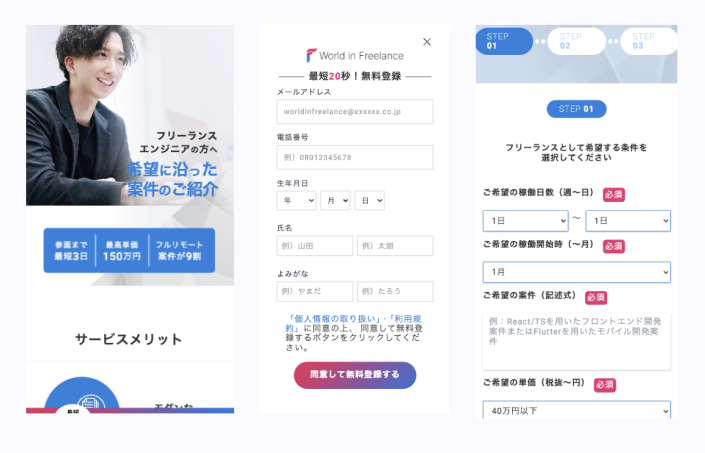 フリーランス
エンジニアの方へ
希望に沿った
案件のご紹介
参画まで
最短3日
最高単価
150万円
フルリモート
案件が9割
サービスメリット
モダンな
World in Freelance
最短20秒！無料登録
メールアドレス
worldinfreelance@xxxxxx.co.jp
電話番号
例）08012345678
生年月日
年 月 日
氏名
例）山田 例）太朗
よみがな
例）やまだ 例）たろう
「個人情報の取り扱い」・「利用規
約」に同意の上、 同意して無料登
録するボタンをクリックしてくだ
さい。
同意して無料登録する
STEP
01
STEP
02
STEP
03
STEP 01
フリーランスとして希望する条件を
選択してください
ご希望の稼働日数（週〜日） 必須
1日 〜 1日
ご希望の稼働開始時（〜月） 必須
1月
ご希望の案件（記述式） 必須
例：React/TSを用いたフロントエンド開発
案件またはFlutterを用いたモバイル開発案
件
ご希望の単価（税抜〜円） 必須
40万円以下